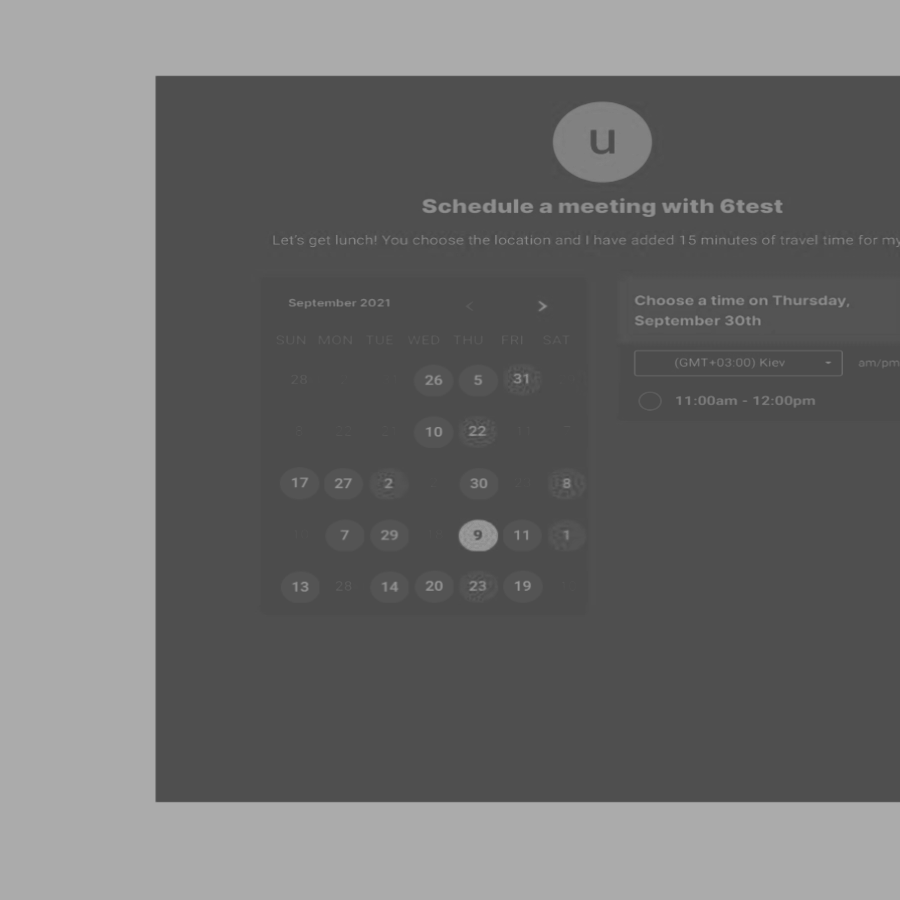 u
Schedule a meeting with 6test
Let's get lunch! You choose the location and I have added 15 minutes of travel time for my
September 2021 < >
SUN MON TUE WED THU FRI SAT
28 26 5 31
10 22
17 27 2 30 8
7 29 9 11 1
13 28 14 20 23 19
Choose a time on Thursday,
September 30th
(GMT+03:00) Kiev am/pm
11:00am - 12:00pm